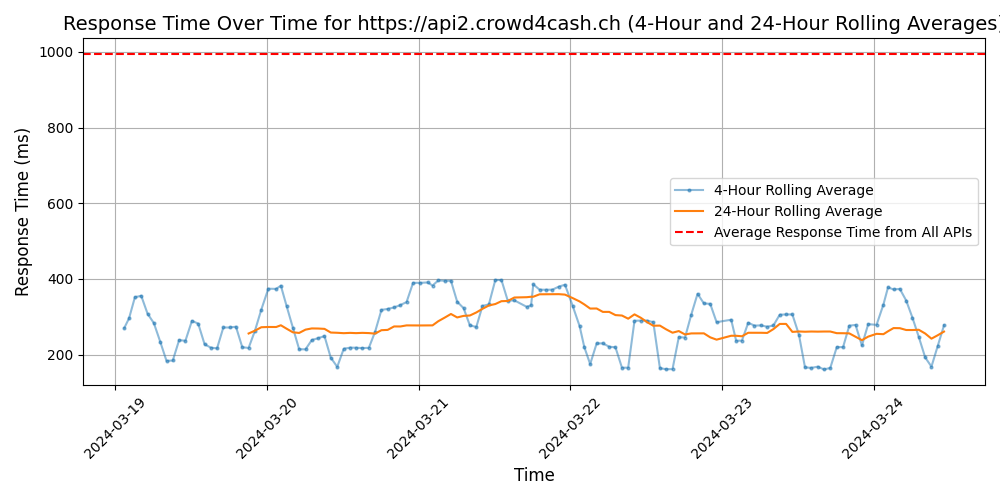 Response Time Over Time for https://api2.crowd4cash.ch (4-Hour and 24-Hour Rolling Averages)
Response Time (ms)
1000
800
600
400
200
4-Hour Rolling Average
24-Hour Rolling Average
Average Response Time from All APIs
2024-03-19
2024-03-20
2024-03-21
2024-03-22
2024-03-23
2024-03-24
Time